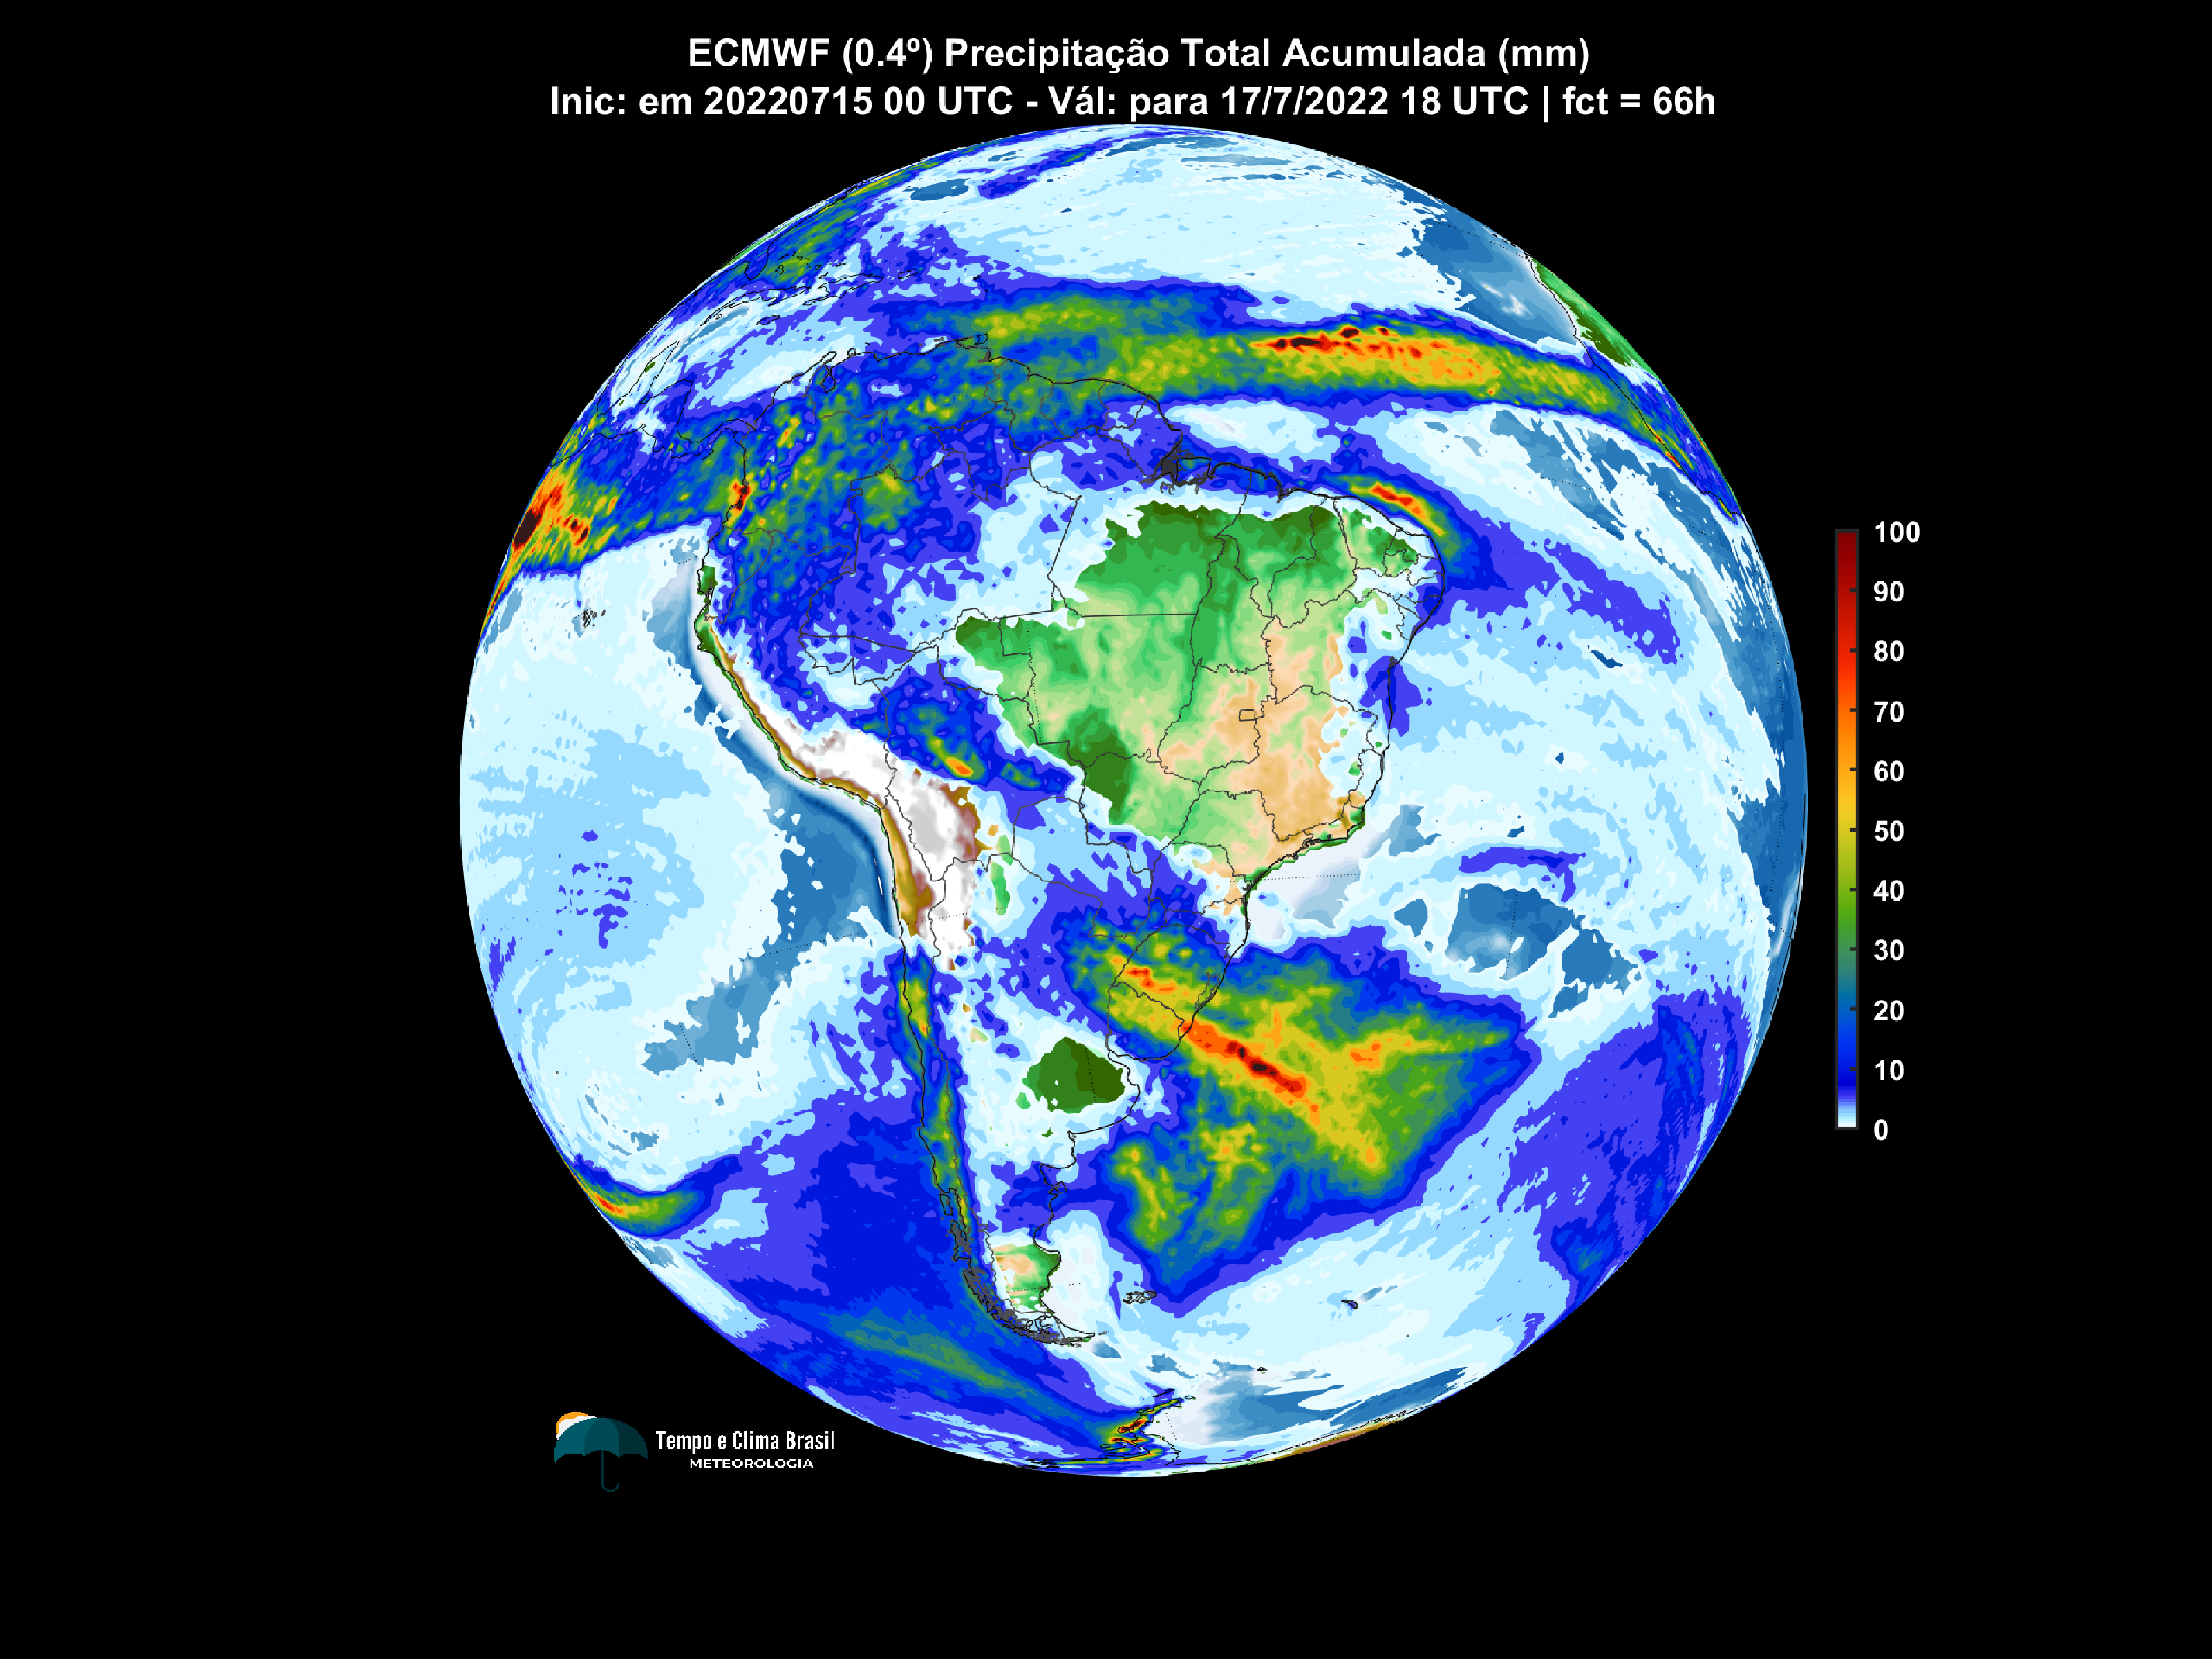 ECMWF (0.4º) Precipitação Total Acumulada (mm)
Inic: em 20220715 00 UTC - Vál: para 17/7/2022 18 UTC | fct = 66h
100
90
80
70
60
50
40
30
20
10
0
Tempo e Clima Brasil
METEOROLOGIA